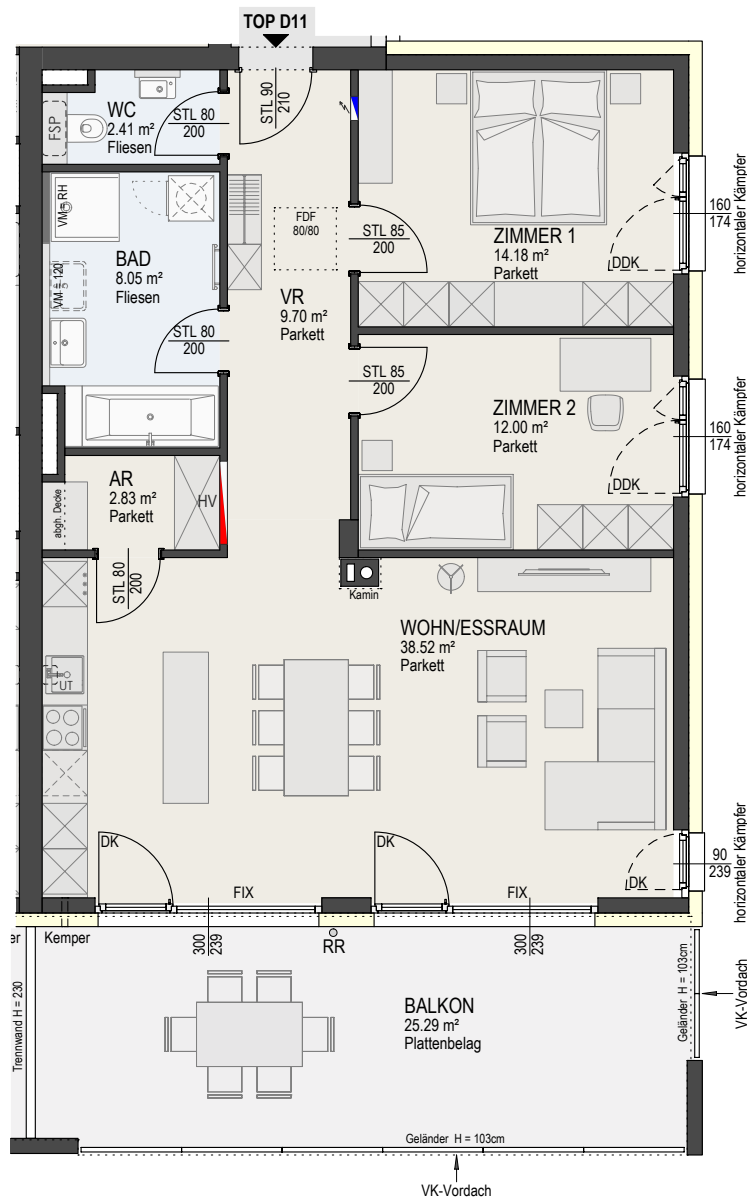 TOP D11
WC
2.41 m²
Fliesen
FSP
STL 80
200
STL 90
210
VM = RH
BAD
8.05 m²
Fliesen
VM = 120
STL 80
200
FDF
80/80
VR
9.70 m²
Parkett
STL 85
200
ZIMMER 1
14.18 m²
Parkett
DDK
160
174
horizontaler Kämpfer
STL 85
200
ZIMMER 2
12.00 m²
Parkett
DDK
160
174
horizontaler Kämpfer
AR
2.83 m²
Parkett
abgh. Decke
HV
STL 80
200
Kamin
WOHN/ESSRAUM
38.52 m²
Parkett
UT
DK
FIX
DK
FIX
DK
90
239
horizontaler Kämpfer
er
Kemper
300
239
RR
300
239
Trennwand H = 230
BALKON
25.29 m²
Plattenbelag
Geländer H = 103cm
VK-Vordach
Geländer H = 103cm
VK-Vordach